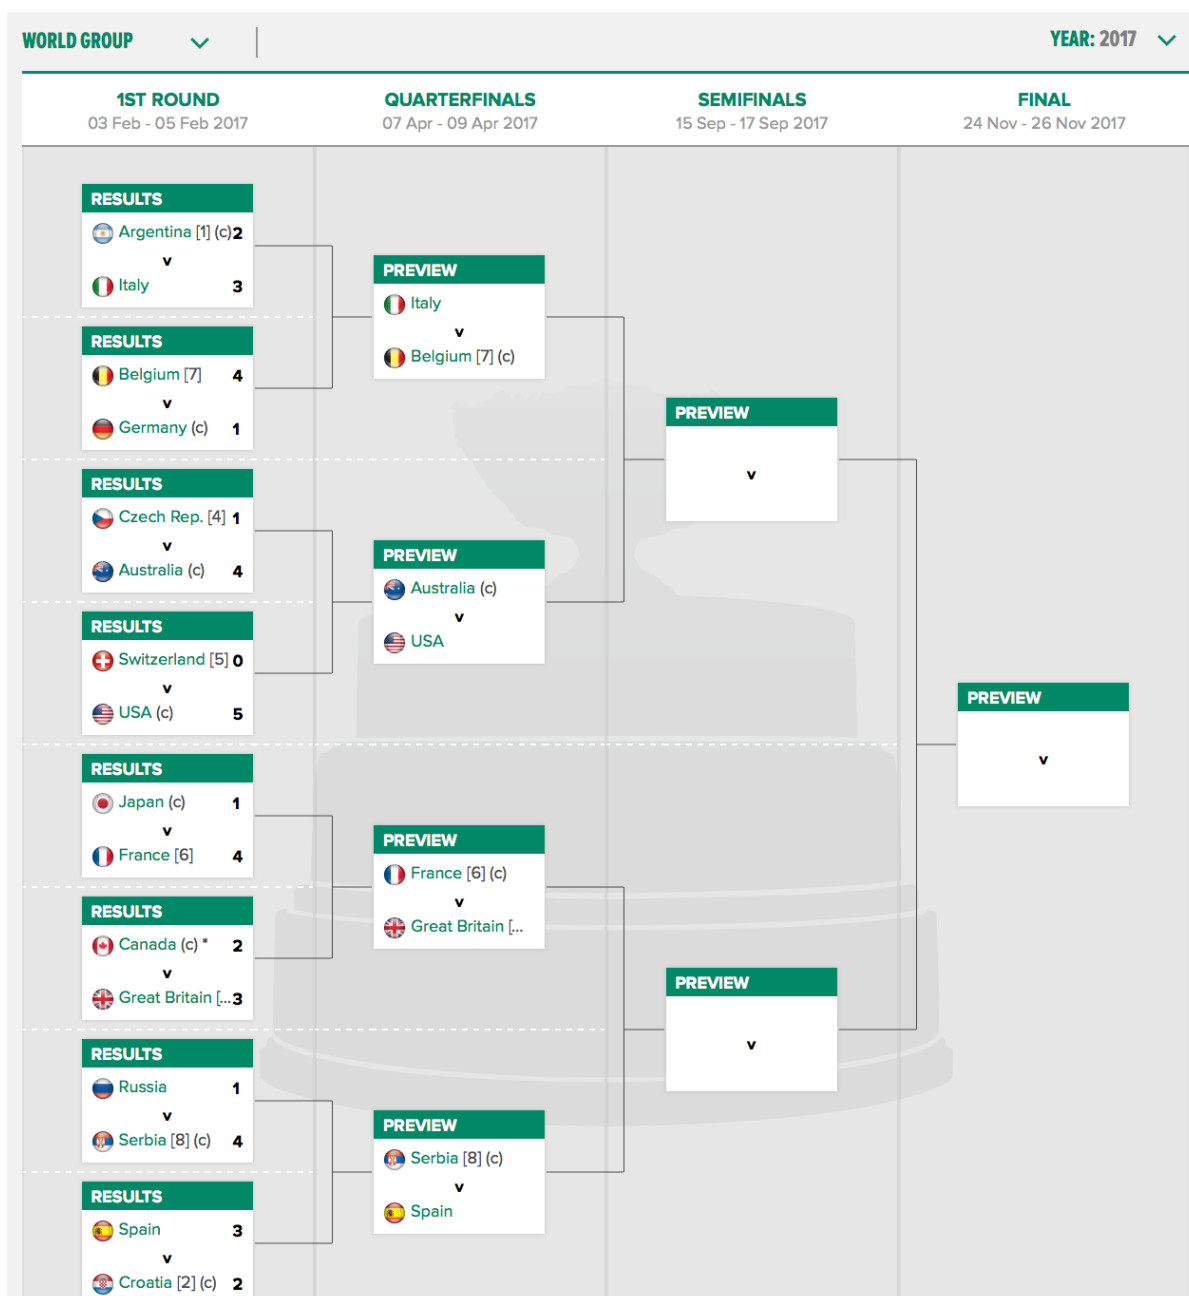 WORLD GROUP
YEAR: 2017
1ST ROUND
03 Feb - 05 Feb 2017
QUARTERFINALS
07 Apr - 09 Apr 2017
SEMIFINALS
15 Sep - 17 Sep 2017
FINAL
24 Nov - 26 Nov 2017
RESULTS
Argentina [1] (c) 2
v
Italy 3
RESULTS
Belgium [7] 4
v
Germany (c) 1
RESULTS
Czech Rep. [4] 1
v
Australia (c) 4
RESULTS
Switzerland [5] 0
v
USA (c) 5
RESULTS
Japan (c) 1
v
France [6] 4
RESULTS
Canada (c) * 2
v
Great Britain [... 3
RESULTS
Russia 1
v
Serbia [8] (c) 4
RESULTS
Spain 3
v
Croatia [2] (c) 2
PREVIEW
Italy
v
Belgium [7] (c)
PREVIEW
Australia (c)
v
USA
PREVIEW
France [6] (c)
v
Great Britain [...
PREVIEW
Serbia [8] (c)
v
Spain
PREVIEW
v
PREVIEW
v
PREVIEW
v